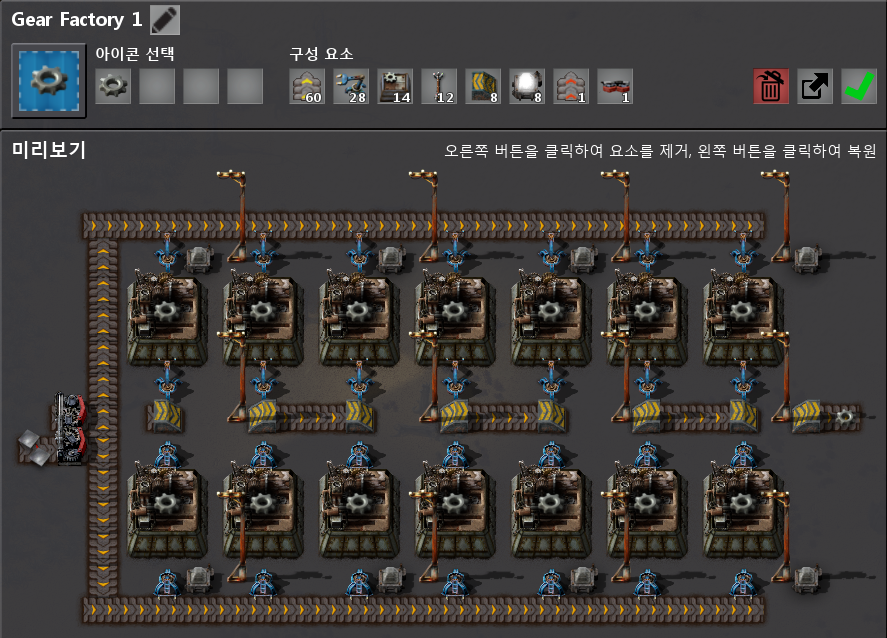 Gear Factory 1
아이콘 선택
구성 요소
60 28 14 12 8 8 1 1
미리보기
오른쪽 버튼을 클릭하여 요소를 제거, 왼쪽 버튼을 클릭하여 복원